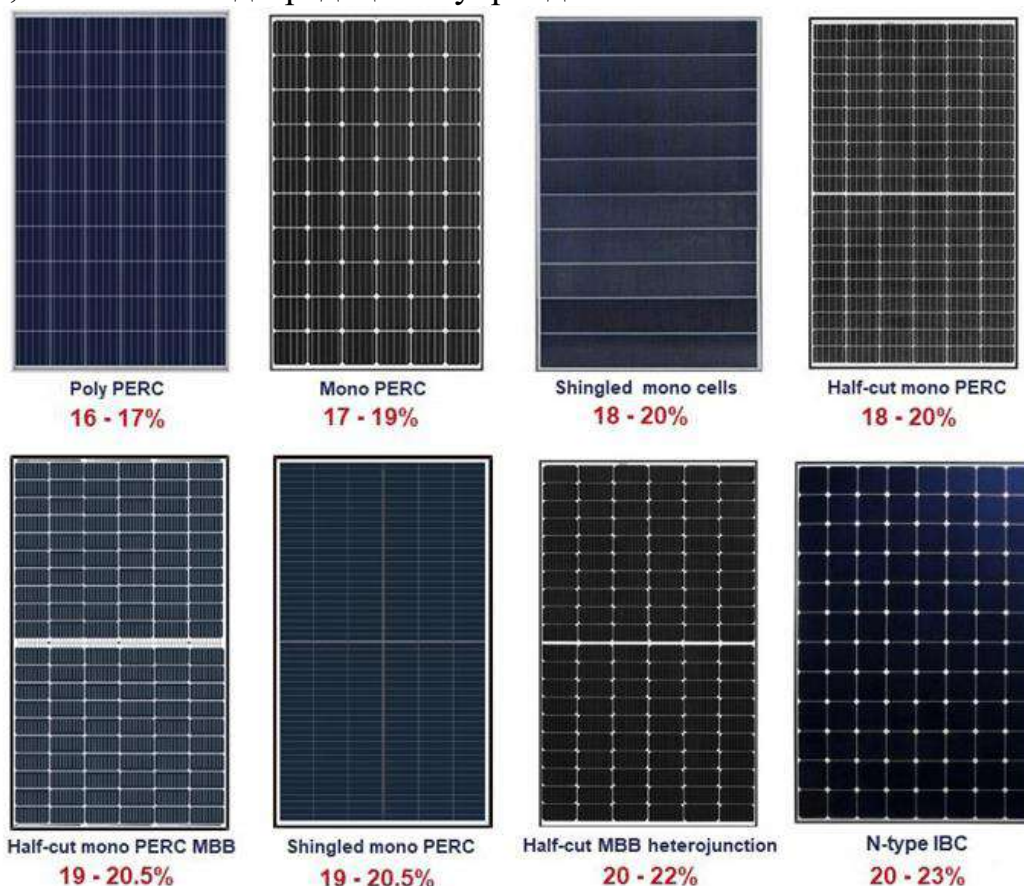 Poly PERC
16 - 17%
Mono PERC
17 - 19%
Shingled mono cells
18 - 20%
Half-cut mono PERC
18 - 20%
Half-cut mono PERC MBB
19 - 20.5%
Shingled mono PERC
19 - 20.5%
Half-cut MBB heterojunction
20 - 22%
N-type IBC
20 - 23%